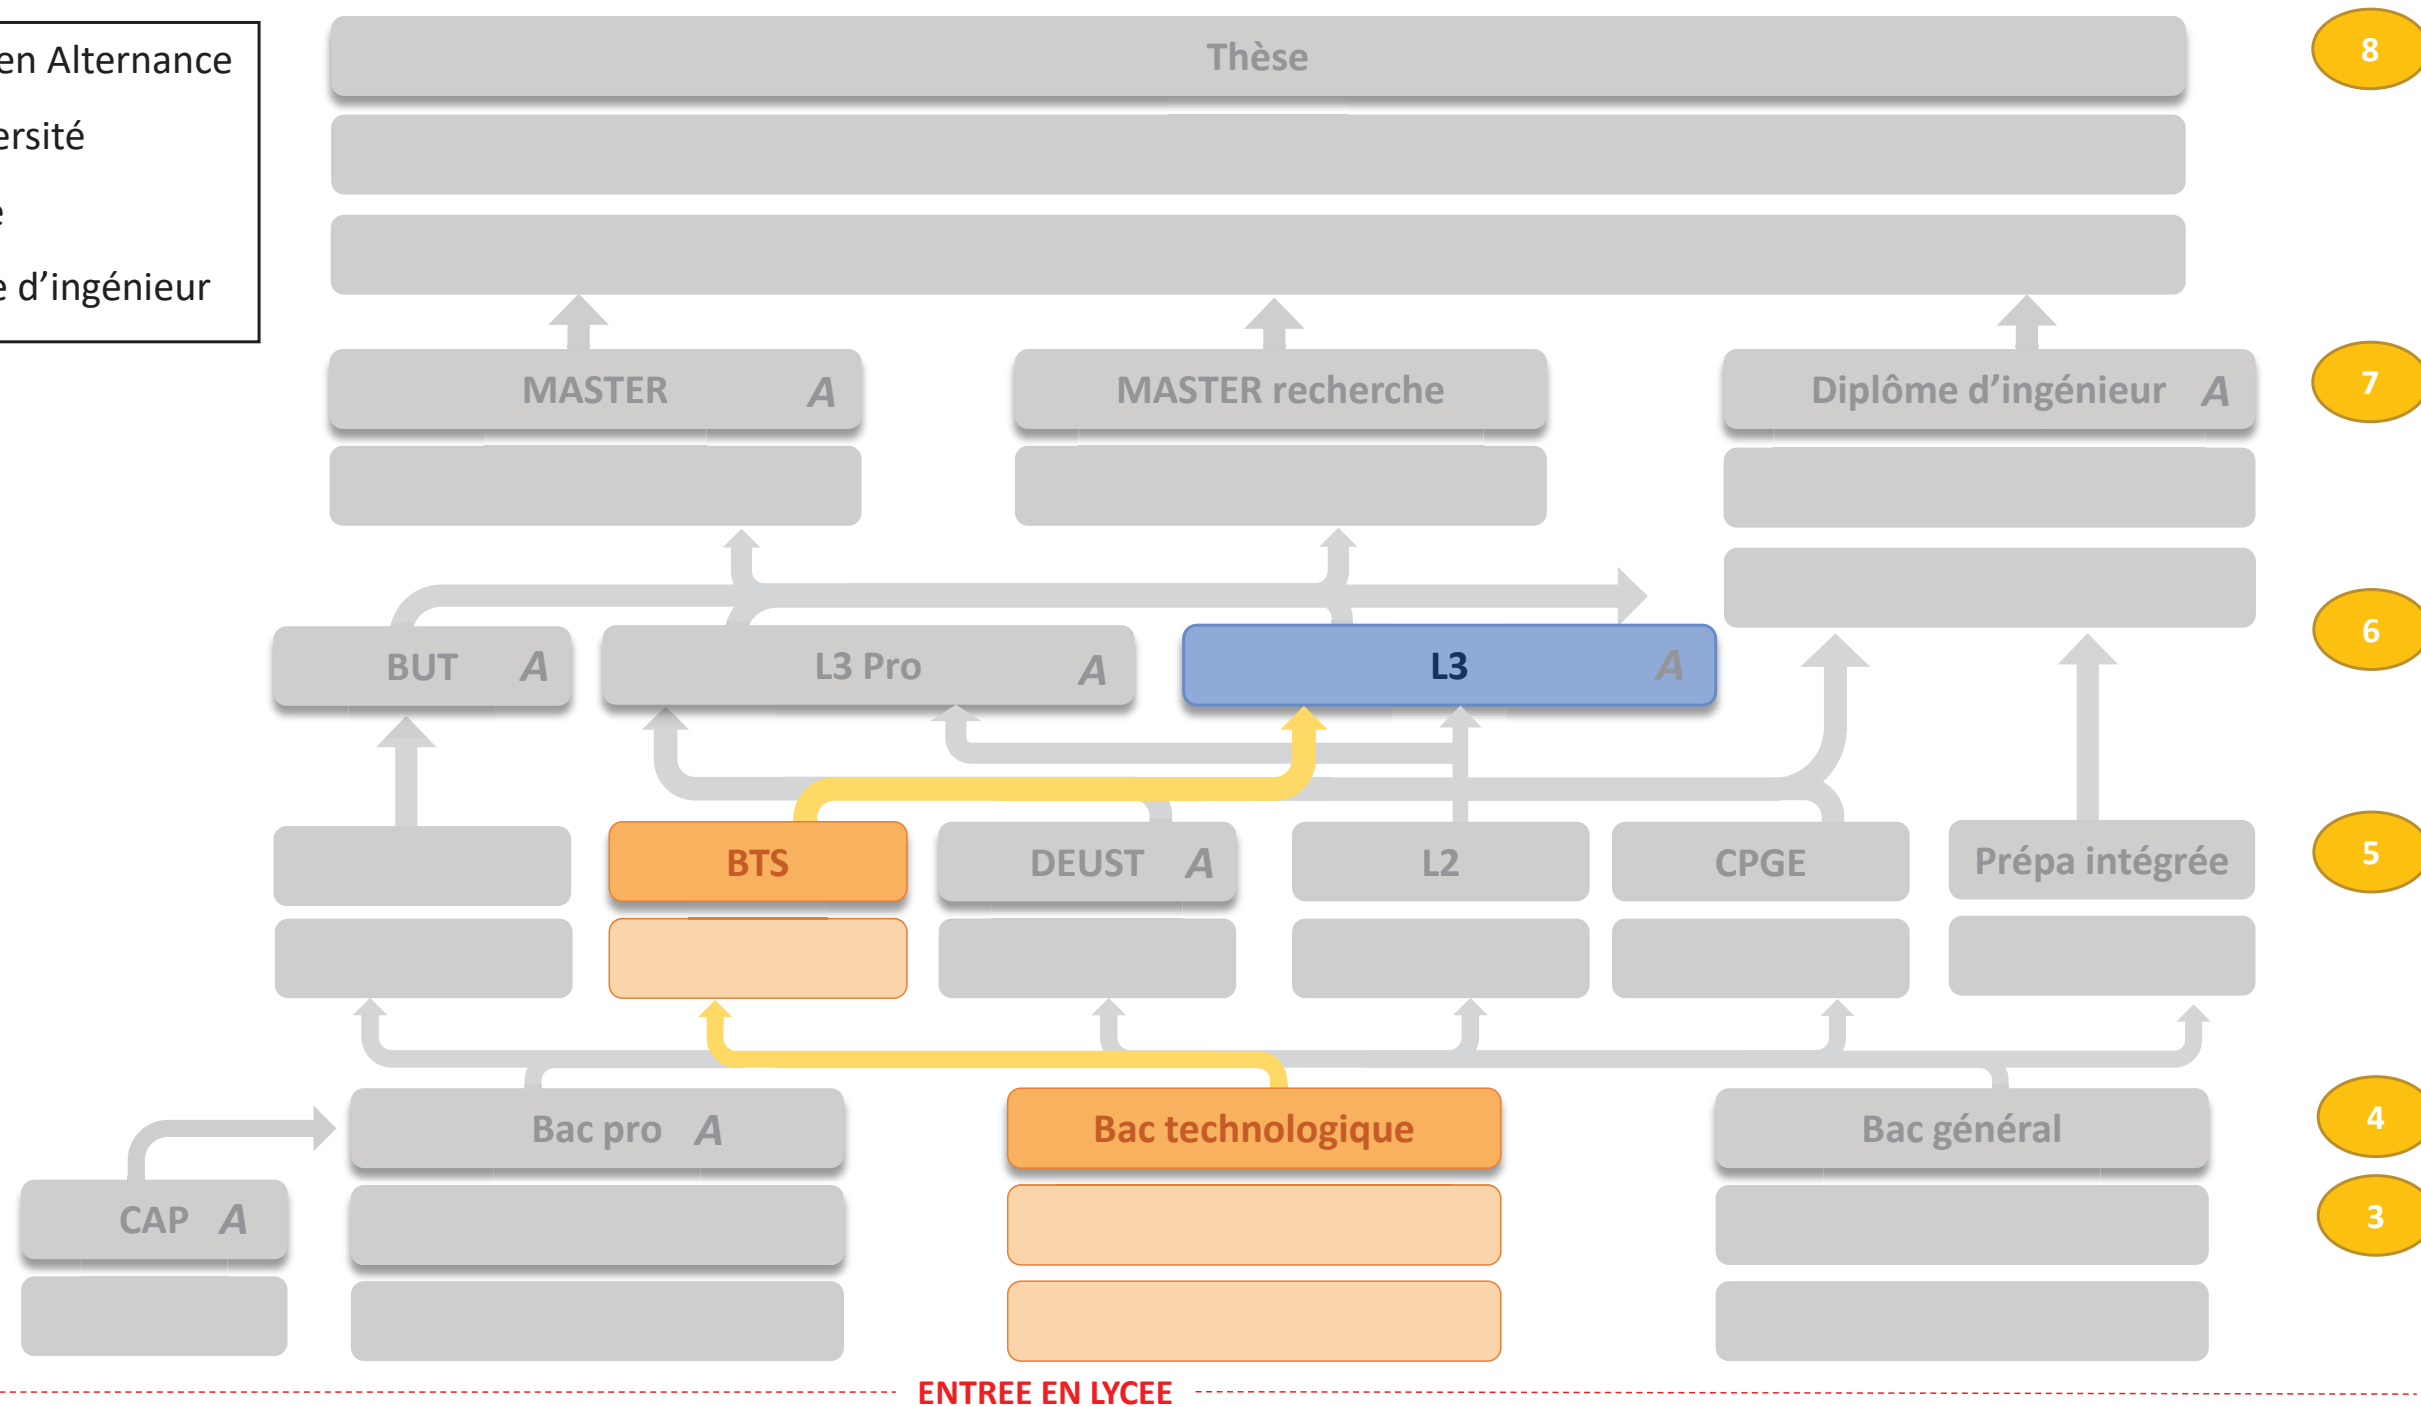 en Alternance
ersité
e
e d'ingénieur
Thèse
8
MASTER A
MASTER recherche
Diplôme d'ingénieur A
7
BUT A
L3 Pro A
L3 A
6
BTS
DEUST A
L2
CPGE
Prépa intégrée
5
Bac pro A
Bac technologique
Bac général
4
CAP A
3
ENTREE EN LYCEE